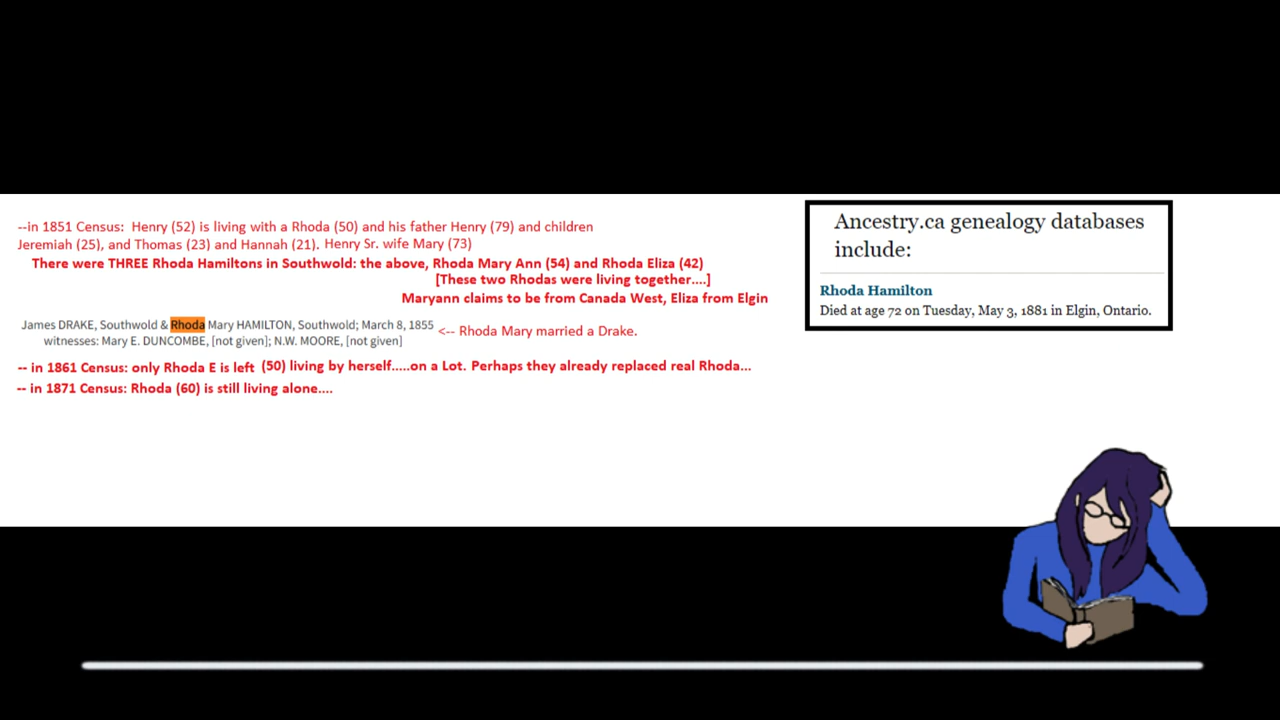 --in 1851 Census:  Henry (52) is living with a Rhoda (50) and his father Henry (79) and children
Jeremiah (25), and Thomas (23) and Hannah (21). Henry Sr. wife Mary (73)
There were THREE Rhoda Hamiltons in Southwold: the above, Rhoda Mary Ann (54) and Rhoda Eliza (42)
[These two Rhodas were living together....]
Maryann claims to be from Canada West, Eliza from Elgin
James DRAKE, Southwold & Rhoda Mary HAMILTON, Southwold; March 8, 1855
witnesses: Mary E. DUNCOMBE, [not given]; N.W. MOORE, [not given]
<-- Rhoda Mary married a Drake.
-- in 1861 Census: only Rhoda E is left (50) living by herself.....on a Lot. Perhaps they already replaced real Rhoda...
-- in 1871 Census: Rhoda (60) is still living alone....
Ancestry.ca genealogy databases
include:
Rhoda Hamilton
Died at age 72 on Tuesday, May 3, 1881 in Elgin, Ontario.